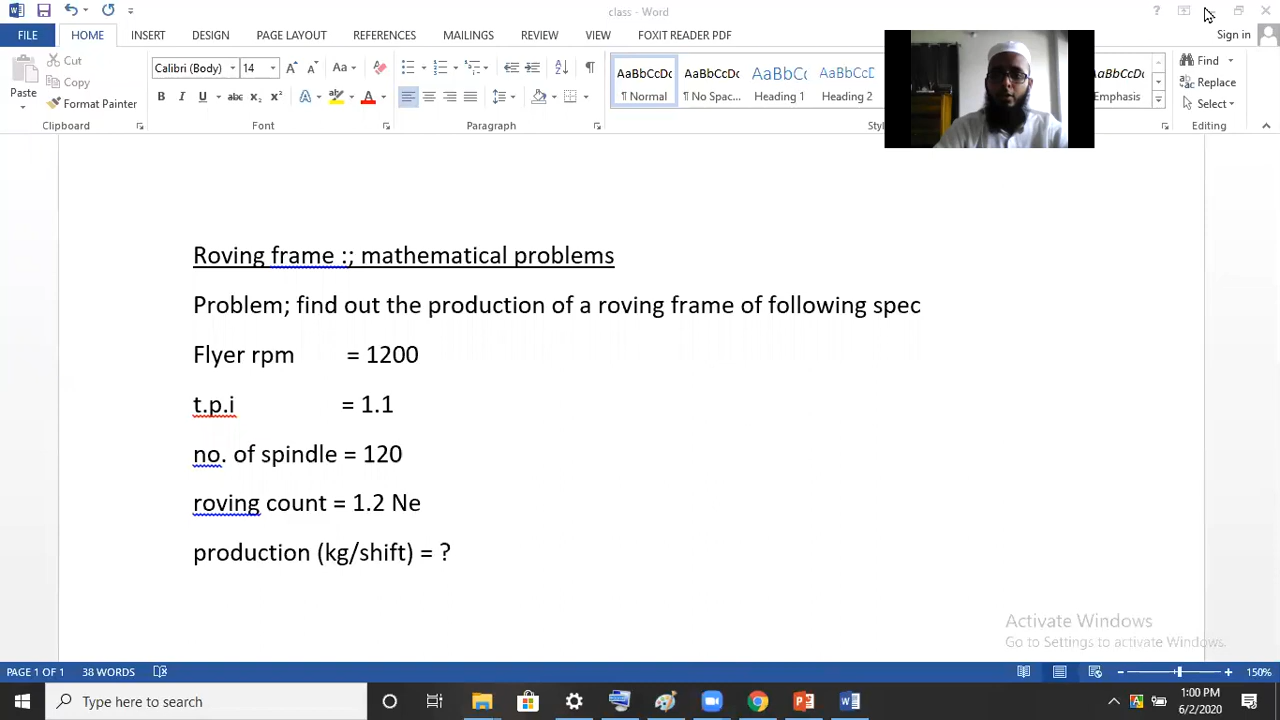 class - Word
FILE HOME INSERT DESIGN PAGE LAYOUT REFERENCES MAILINGS REVIEW VIEW FOXIT READER PDF Sign in
Paste Cut Copy Format Painter
Calibri (Body) 14
AaBbCcDc AaBbCcDc AaBbCc AaBbCcD
¶ Normal ¶ No Spac... Heading 1 Heading 2 Emphasis
Find Replace Select
Clipboard Font Paragraph Editing
Roving frame :; mathematical problems
Problem; find out the production of a roving frame of following spec
Flyer rpm = 1200
t.p.i = 1.1
no. of spindle = 120
roving count = 1.2 Ne
production (kg/shift) = ?
Activate Windows
Go to Settings to activate Windows.
PAGE 1 OF 1 38 WORDS 150%
Type here to search
1:00 PM
6/2/2020